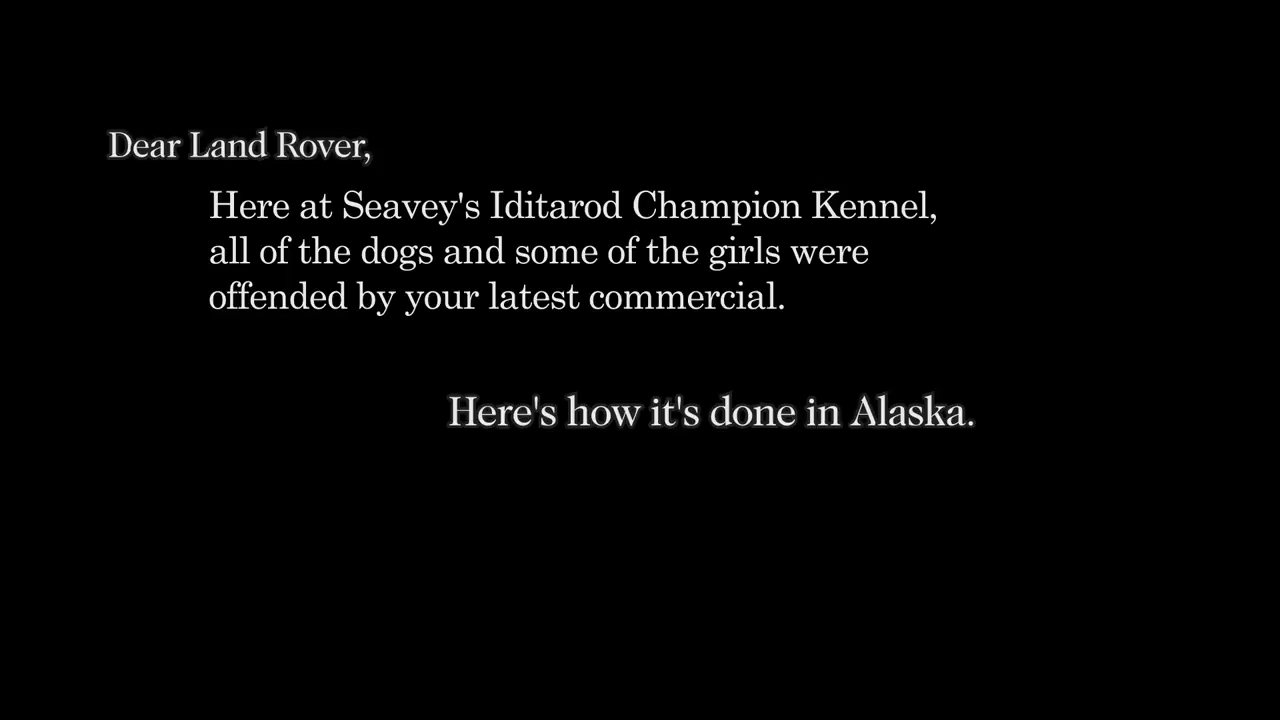 Dear Land Rover,
Here at Seavey's Iditarod Champion Kennel,
all of the dogs and some of the girls were
offended by your latest commercial.
Here's how it's done in Alaska.